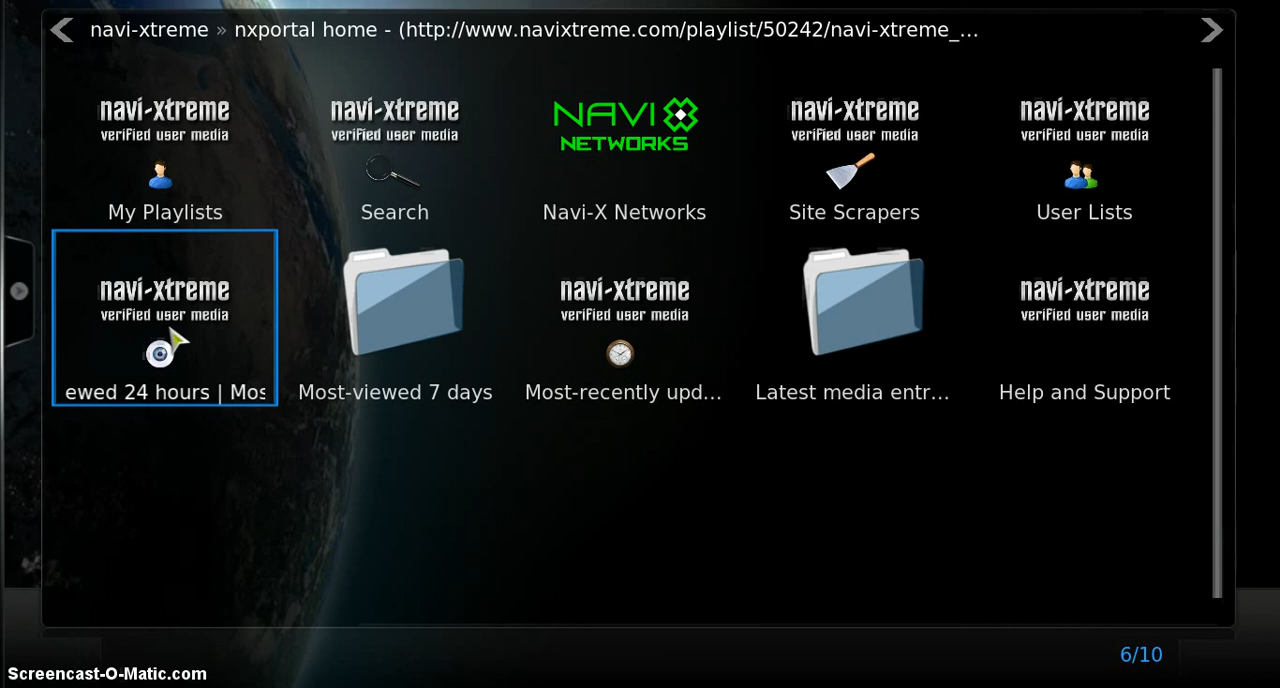 navi-xtreme » nxportal home - (http://www.navixtreme.com/playlist/50242/navi-xtreme_...
navi-xtreme
verified user media
My Playlists
navi-xtreme
verified user media
Search
NAVI X
NETWORKS
Navi-X Networks
navi-xtreme
verified user media
Site Scrapers
navi-xtreme
verified user media
User Lists
navi-xtreme
verified user media
ewed 24 hours | Mos
Most-viewed 7 days
navi-xtreme
verified user media
Most-recently upd...
Latest media entr...
navi-xtreme
verified user media
Help and Support
6/10
Screencast-O-Matic.com